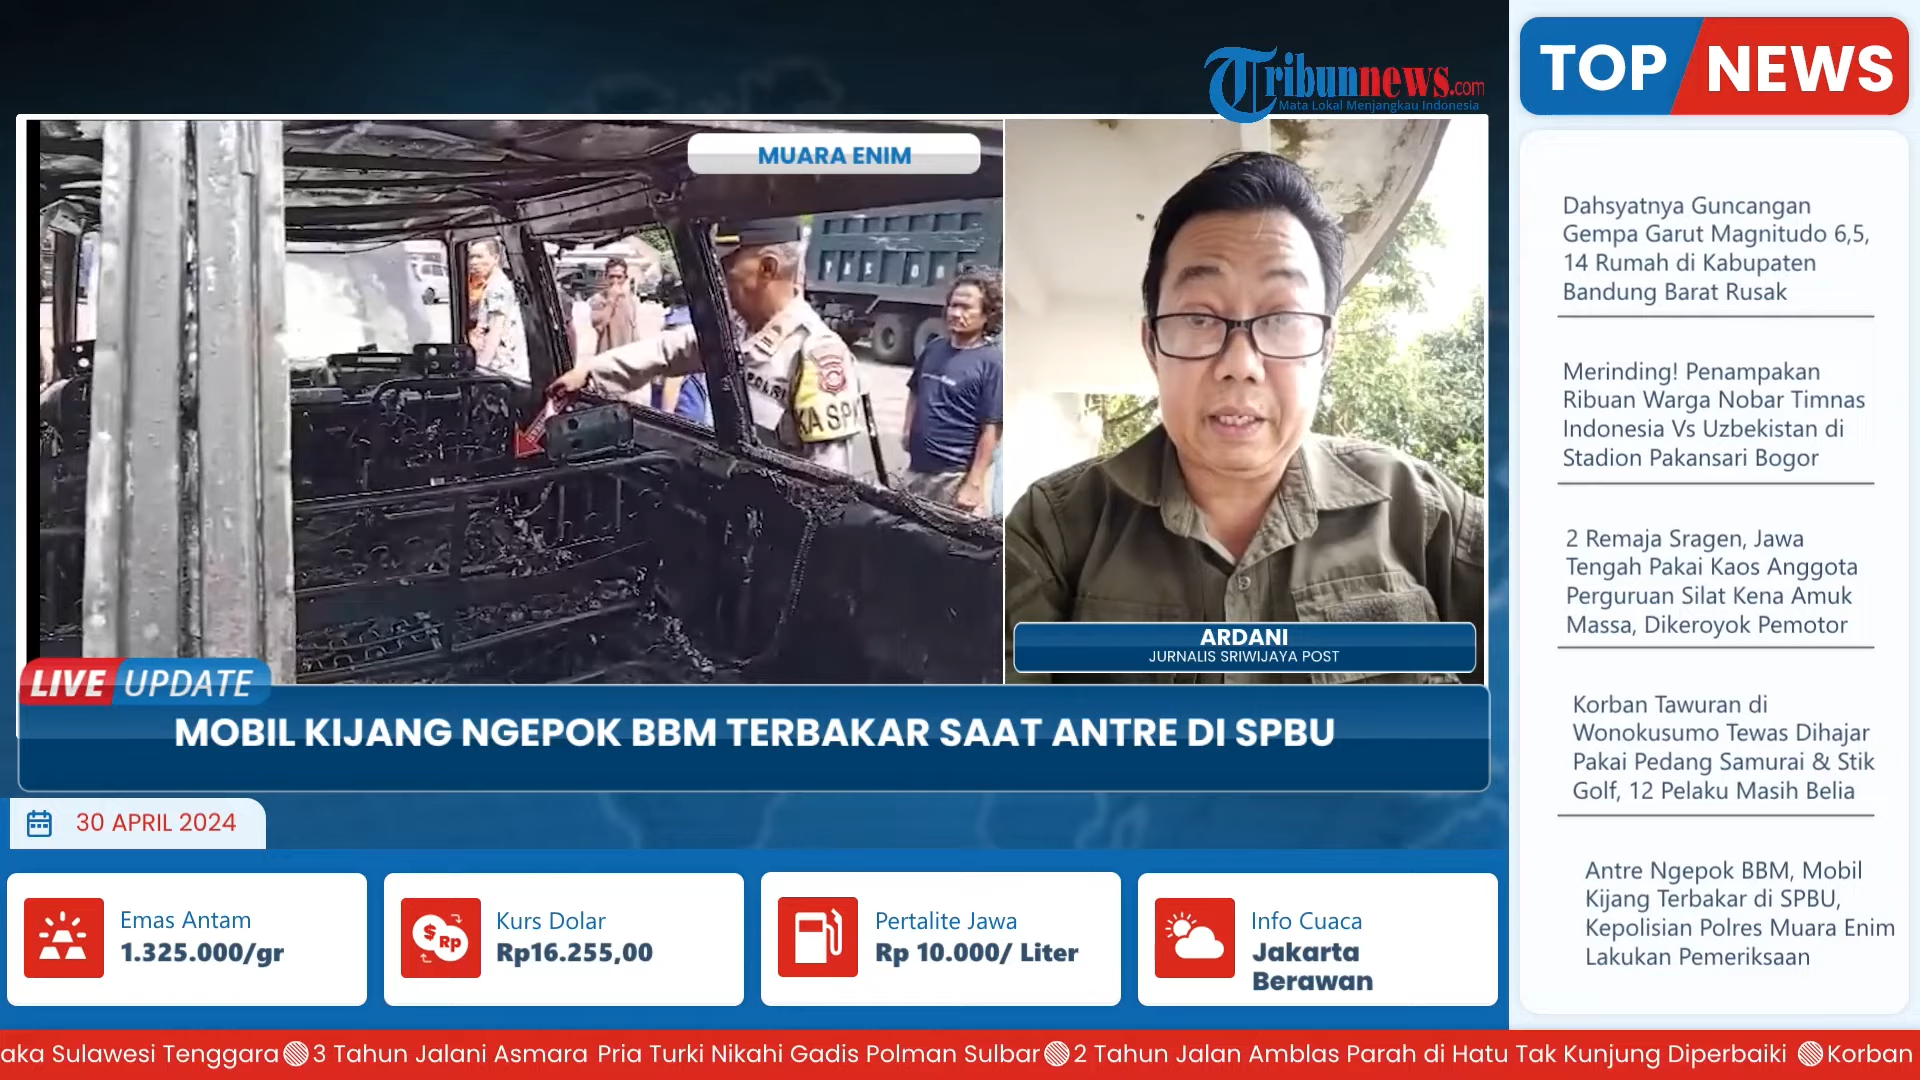 Tribunnews.com
Mata Lokal Menjangkau Indonesia
TOP NEWS
MUARA ENIM
POLRI
KA SPK
ARDANI
JURNALIS SRIWIJAYA POST
LIVE UPDATE
MOBIL KIJANG NGEPOK BBM TERBAKAR SAAT ANTRE DI SPBU
30 APRIL 2024
Emas Antam
1.325.000/gr
Kurs Dolar
Rp16.255,00
Pertalite Jawa
Rp 10.000/ Liter
Info Cuaca
Jakarta
Berawan
Dahsyatnya Guncangan
Gempa Garut Magnitudo 6,5,
14 Rumah di Kabupaten
Bandung Barat Rusak
Merinding! Penampakan
Ribuan Warga Nobar Timnas
Indonesia Vs Uzbekistan di
Stadion Pakansari Bogor
2 Remaja Sragen, Jawa
Tengah Pakai Kaos Anggota
Perguruan Silat Kena Amuk
Massa, Dikeroyok Pemotor
Korban Tawuran di
Wonokusumo Tewas Dihajar
Pakai Pedang Samurai & Stik
Golf, 12 Pelaku Masih Belia
Antre Ngepok BBM, Mobil
Kijang Terbakar di SPBU,
Kepolisian Polres Muara Enim
Lakukan Pemeriksaan
aka Sulawesi Tenggara 3 Tahun Jalani Asmara Pria Turki Nikahi Gadis Polman Sulbar 2 Tahun Jalan Amblas Parah di Hatu Tak Kunjung Diperbaiki Korban